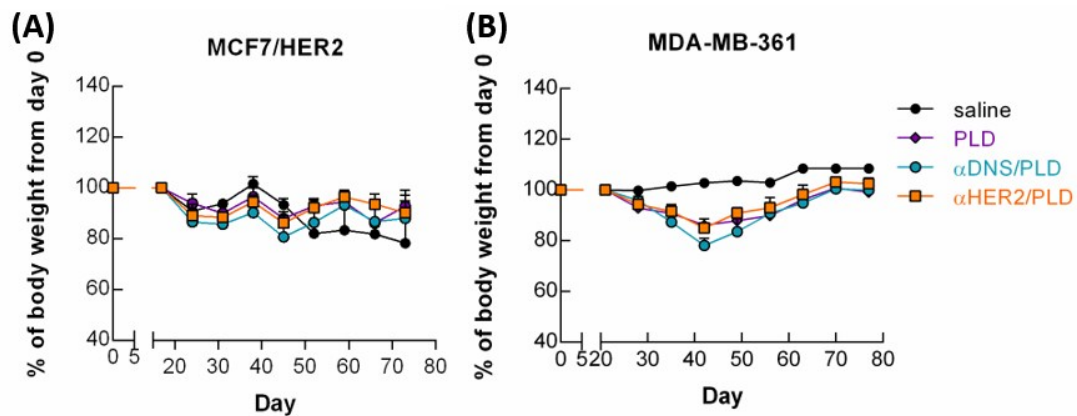 (A)
MCF7/HER2
% of body weight from day 0
140
120
100
80
60
40
0 5 20 30 40 50 60 70 80
Day
(B)
MDA-MB-361
% of body weight from day 0
140
120
100
80
60
40
0 520 30 40 50 60 70 80
Day
saline
PLD
αDNS/PLD
αHER2/PLD